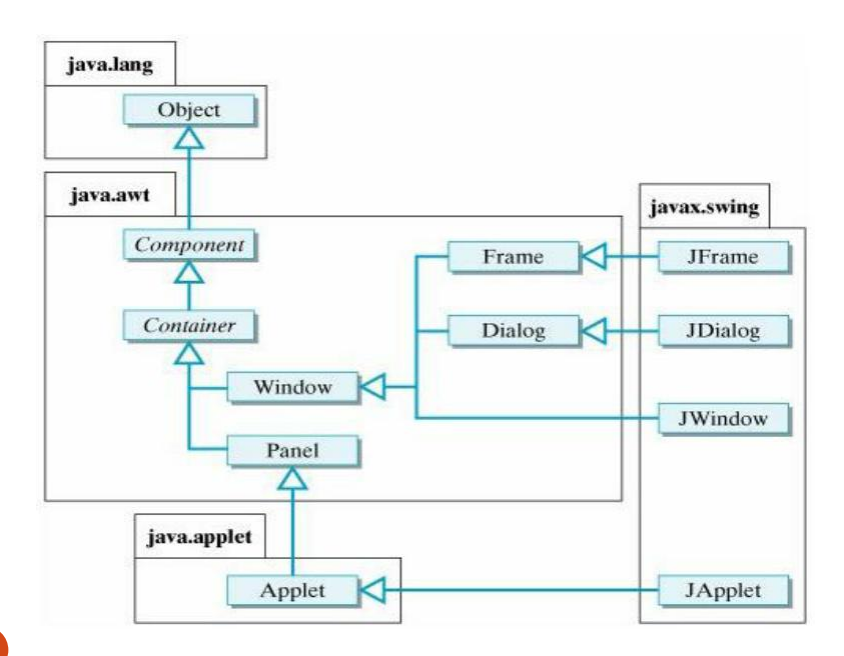 java.lang
Object
java.awt
javax.swing
Component
Frame
JFrame
Container
Dialog
JDialog
Window
JWindow
Panel
java.applet
Applet
JApplet